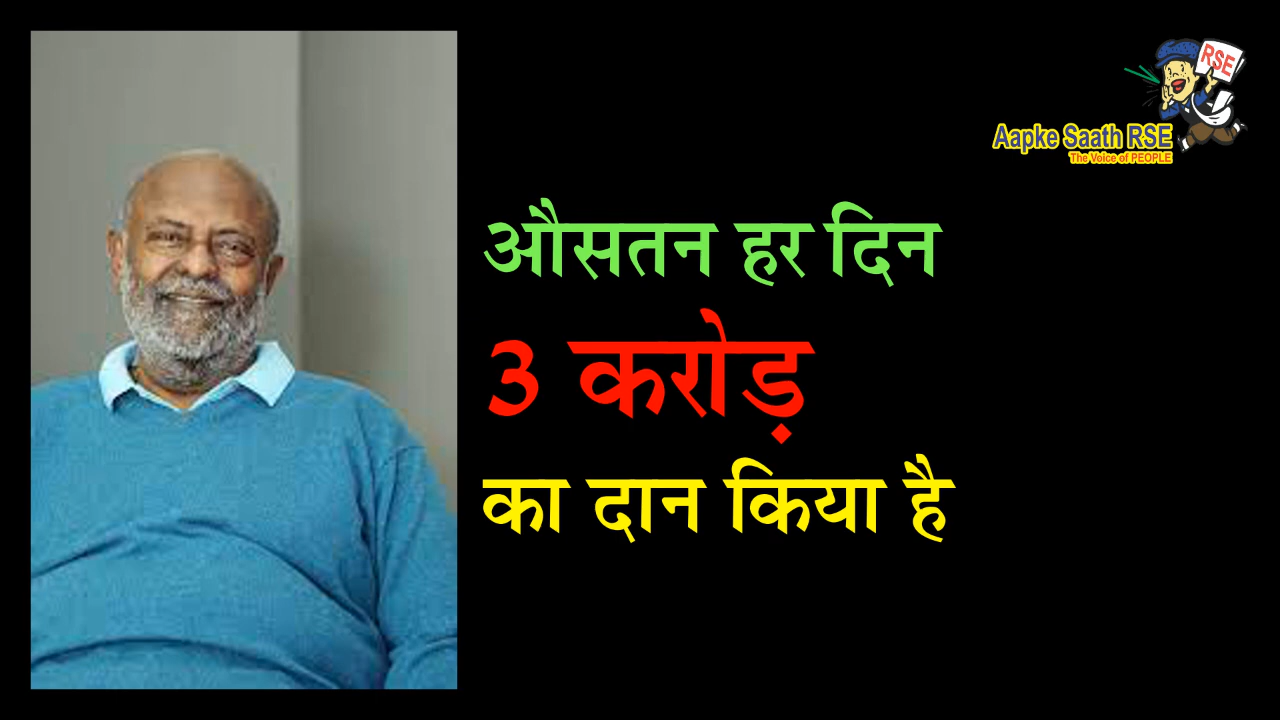 RSE
Aapke Saath RSE
The Voice of PEOPLE
औसतन हर दिन
3 करोड़
का दान किया है